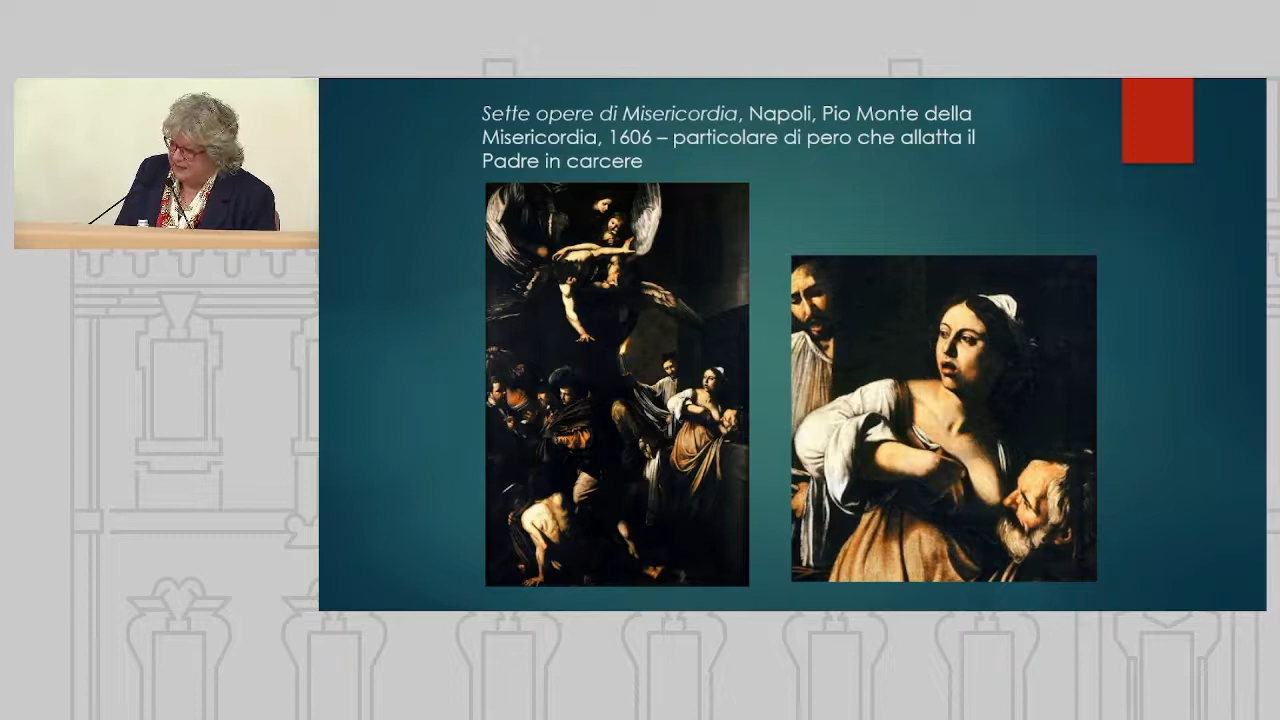 Sette opere di Misericordia, Napoli, Pio Monte della
Misericordia, 1606 – particolare di pero che allatta il
Padre in carcere